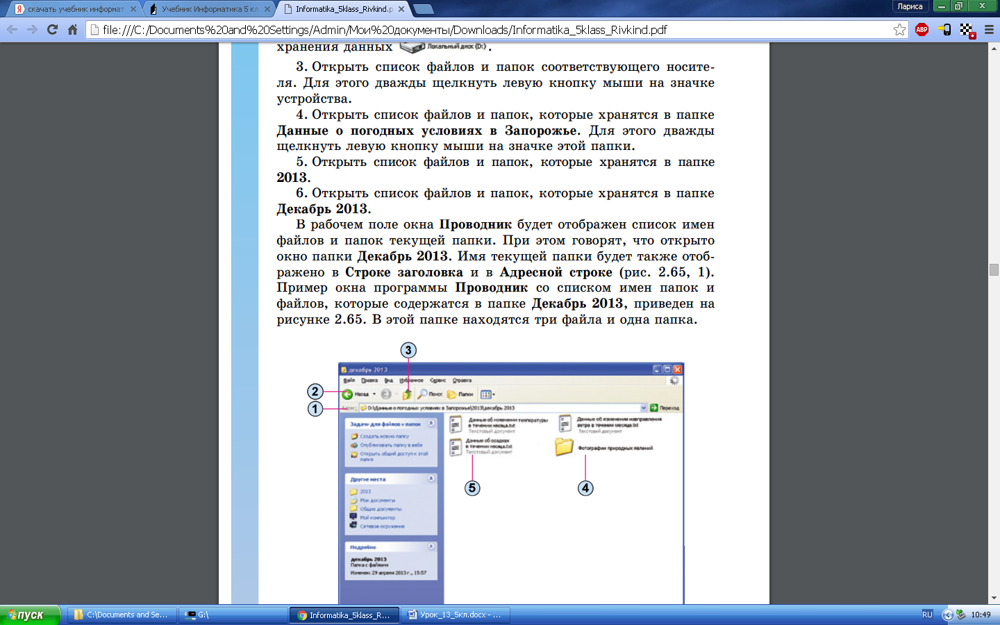 скачать учебник информат
Учебник Информатика 5 кл
Informatika_5klass_Rivkind.p
Лариса
file:///C:/Documents%20and%20Settings/Admin/Мои%20документы/Downloads/Informatika_5klass_Rivkind.pdf
ABP
хранения данных Локальный диск (D:) .
3. Открыть список файлов и папок соответствующего носите-
ля. Для этого дважды щелкнуть левую кнопку мыши на значке
устройства.
4. Открыть список файлов и папок, которые хранятся в папке
Данные о погодных условиях в Запорожье. Для этого дважды
щелкнуть левую кнопку мыши на значке этой папки.
5. Открыть список файлов и папок, которые хранятся в папке
2013.
6. Открыть список файлов и папок, которые хранятся в папке
Декабрь 2013.
В рабочем поле окна Проводник будет отображен список имен
файлов и папок текущей папки. При этом говорят, что открыто
окно папки Декабрь 2013. Имя текущей папки будет также отоб-
ражено в Строке заголовка и в Адресной строке (рис. 2.65, 1).
Пример окна программы Проводник со списком имен папок и
файлов, которые содержатся в папке Декабрь 2013, приведен на
рисунке 2.65. В этой папке находятся три файла и одна папка.
3
декабрь 2013
Файл Правка Вид Избранное Сервис Справка
2
Назад Поиск Папки
1
Адрес: D:\Данные о погодных условиях в Запорожье\2013\декабрь 2013 Переход
Задачи для файлов и папок
Создать новую папку
Опубликовать папку в вебе
Открыть общий доступ к этой
папке
Данные об изменении температуры
в течении месяца.txt
Текстовый документ
Данные об изменении направления
ветра в течении месяца.txt
Текстовый документ
Данные об осадках
в течении месяца.txt
Текстовый документ
Фотографии природных явлений
5
4
Другие места
2013
Мои документы
Общие документы
Мой компьютер
Сетевое окружение
Подробно
декабрь 2013
Папка с файлами
Изменен: 29 апреля 2013 г., 15:57
пуск
C:\Documents and Se...
G:\
Informatika_5klass_R...
Урок_13_5кл.docx - ...
RU
10:49